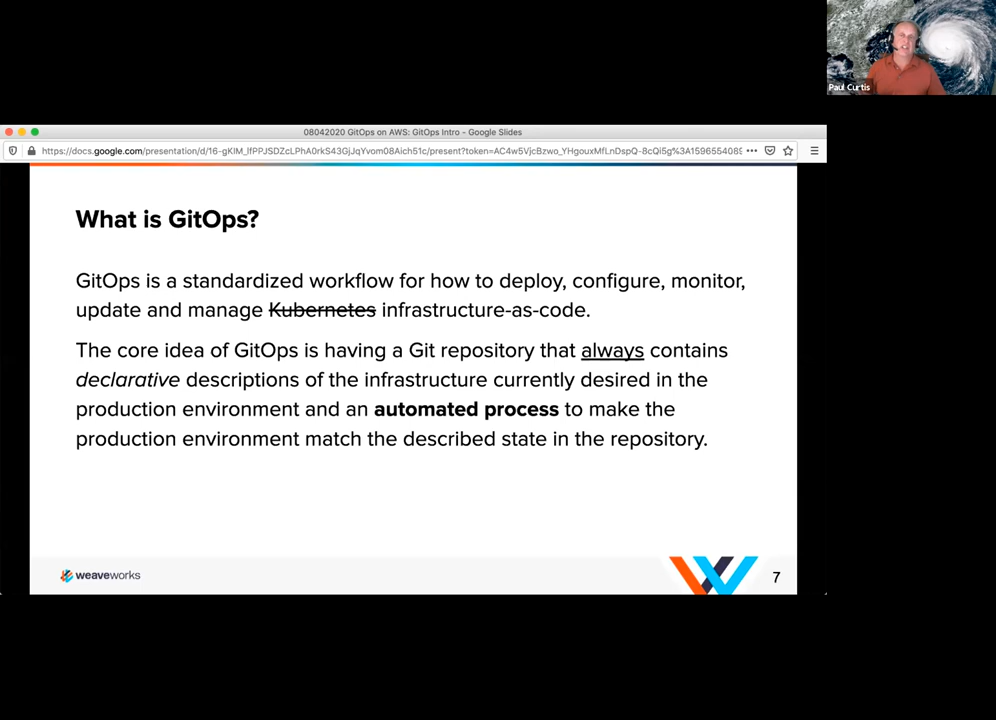 Paul Curtis
08042020 GitOps on AWS: GitOps Intro - Google Slides
What is GitOps?
GitOps is a standardized workflow for how to deploy, configure, monitor,
update and manage Kubernetes infrastructure-as-code.
The core idea of GitOps is having a Git repository that always contains
declarative descriptions of the infrastructure currently desired in the
production environment and an automated process to make the
production environment match the described state in the repository.
weaveworks
7